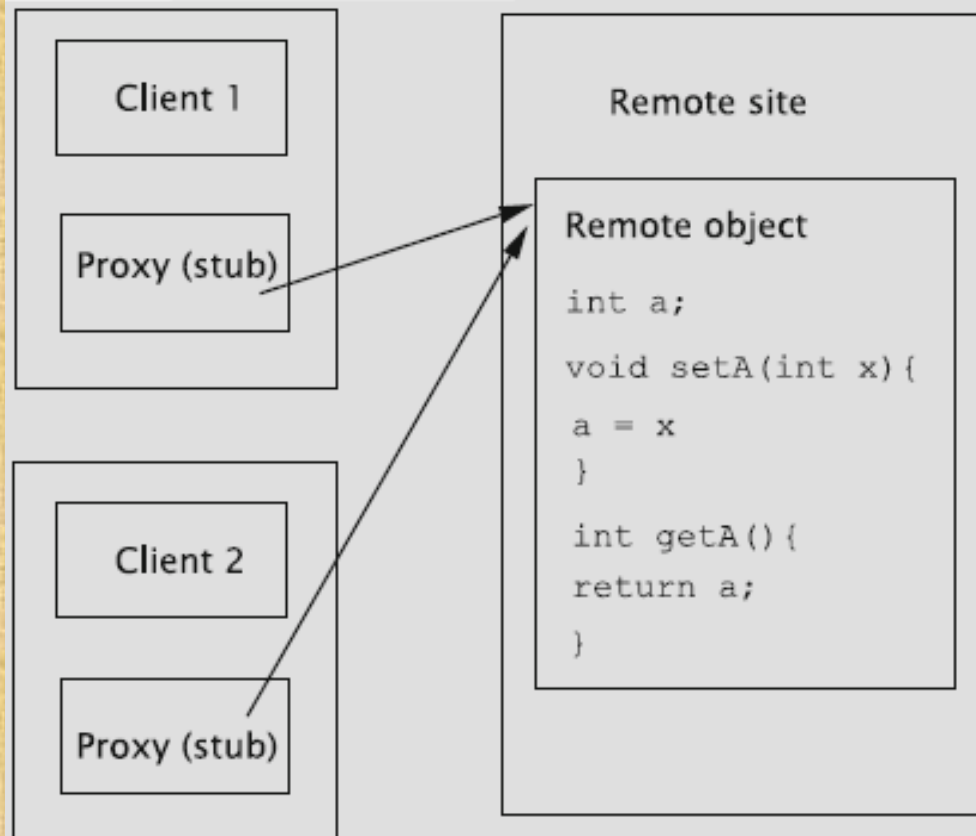 Client 1
Proxy (stub)
Client 2
Proxy (stub)
Remote site
Remote object
int a;
void setA(int x){
a = x
}
int getA(){
return a;
}